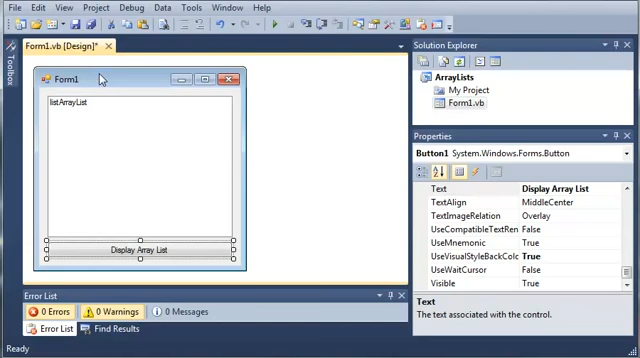 File Edit View Project Debug Data Tools Window Help
Toolbox
Form1.vb [Design]*
Form1
listArrayList
Display Array List
Solution Explorer
ArrayLists
My Project
Form1.vb
Properties
Button1 System.Windows.Forms.Button
Text Display Array List
TextAlign MiddleCenter
TextImageRelation Overlay
UseCompatibleTextRen False
UseMnemonic True
UseVisualStyleBackColc True
UseWaitCursor False
Visible True
Text
The text associated with the control.
Error List
0 Errors 0 Warnings 0 Messages
Error List Find Results
Ready